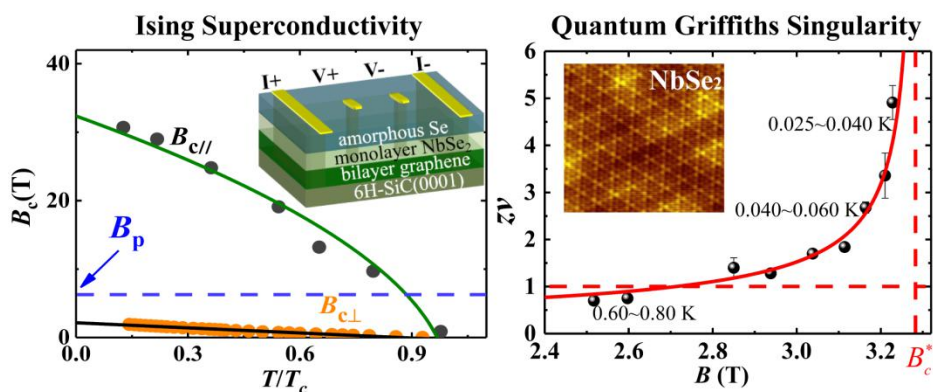 Ising Superconductivity
Quantum Griffiths Singularity
I+ V+ V- I-
amorphous Se
monolayer NbSe₂
bilayer graphene
6H-SiC(0001)
B_c//
B_p
B_c⊥
B_c(T)
40
20
0
0.0 0.3 0.6 0.9
T/T_c
NbSe₂
0.025~0.040 K
0.040~0.060 K
0.60~0.80 K
zν
6
5
4
3
2
1
0
2.4 2.6 2.8 3.0 3.2
B_c^*
B (T)